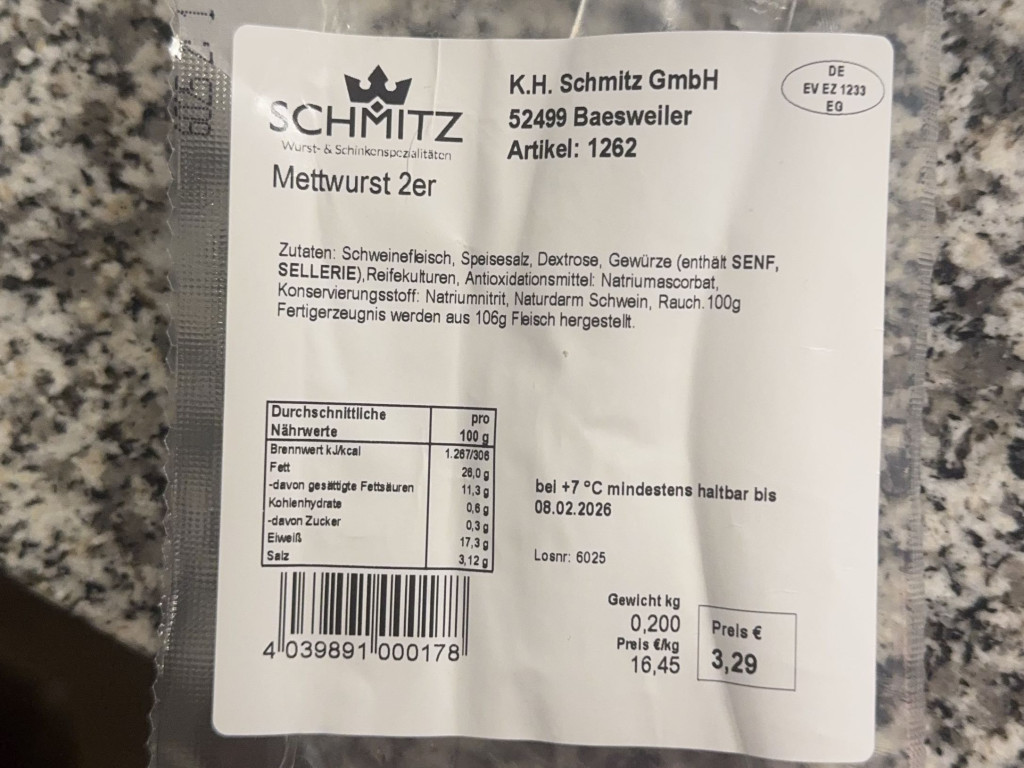 SCHMITZ
Wurst- & Schinkenspezialitäten
Mettwurst 2er
K.H. Schmitz GmbH
52499 Baesweiler
Artikel: 1262
DE
EV EZ 1233
EG
Zutaten: Schweinefleisch, Speisesalz, Dextrose, Gewürze (enthält SENF,
SELLERIE),Reifekulturen, Antioxidationsmittel: Natriumascorbat,
Konservierungsstoff: Natriumnitrit, Naturdarm Schwein, Rauch.100g
Fertigerzeugnis werden aus 106g Fleisch hergestellt.
Durchschnittliche Nährwerte pro 100 g
Brennwert kJ/kcal 1.267/306
Fett 26,0 g
-davon gesättigte Fettsäuren 11,3 g
Kohlenhydrate 0,6 g
-davon Zucker 0,3 g
Eiweiß 17,3 g
Salz 3,12 g
4 039891 000178
bei +7 °C mindestens haltbar bis
08.02.2026
Losnr: 6025
Gewicht kg
0,200
Preis €/kg
16,45
Preis €
3,29